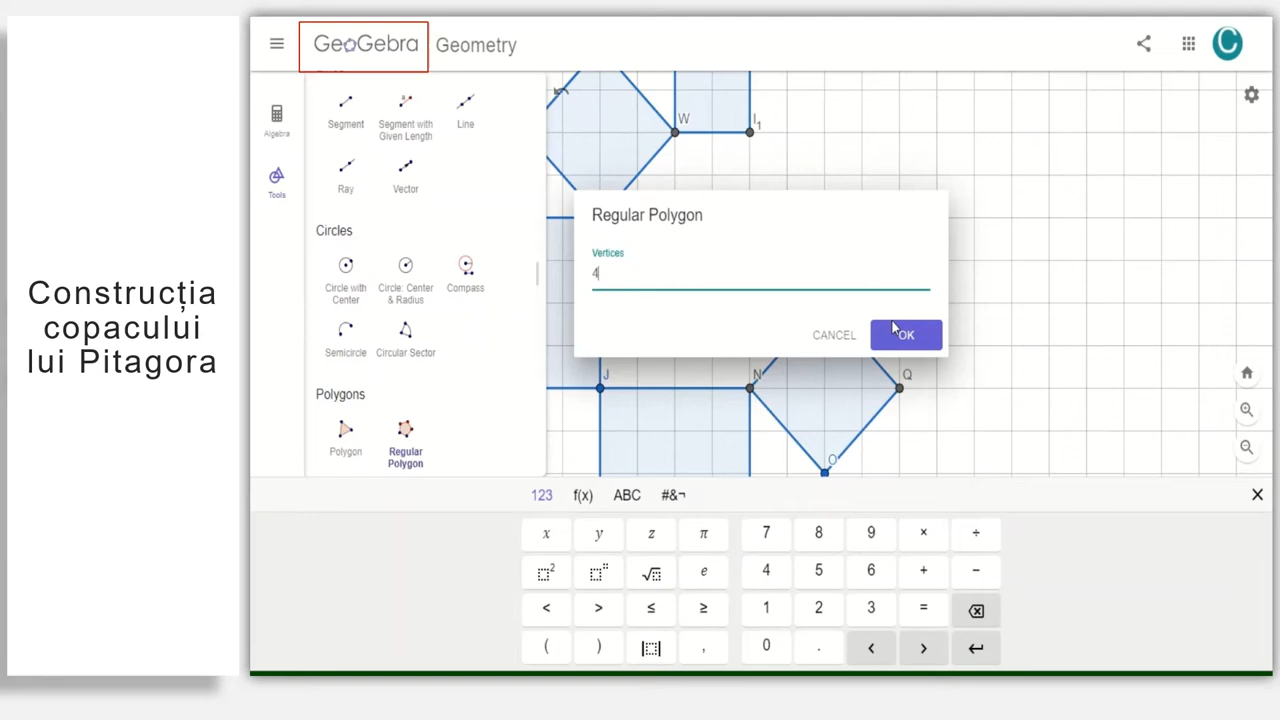 GeoGebra Geometry
C
Algebra
Tools
Segment
Segment with
Given Length
Line
Ray
Vector
Circles
Circle with
Center
Circle: Center
& Radius
Compass
Semicircle
Circular Sector
Polygons
Polygon
Regular
Polygon
W
I1
Regular Polygon
Vertices
4
CANCEL
OK
J
N
Q
O
Construcția
copacului
lui Pitagora
123 f(x) ABC #&¬
x y z π 7 8 9 × ÷
□² □ √ e 4 5 6 + −
< > ≤ ≥ 1 2 3 =
( ) |□| , 0 . < >